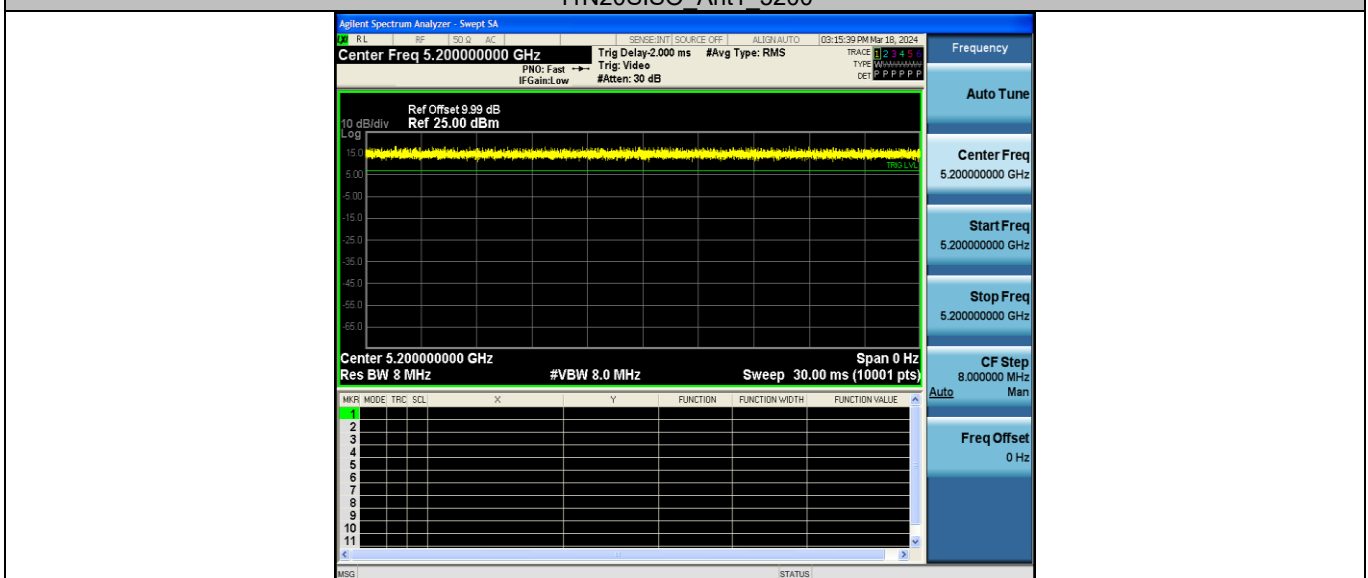 11N20SISO_Ant1_5200
Agilent Spectrum Analyzer - Swept SA
RL RF 50 Ω AC SENSE:INT SOURCE OFF ALIGNAUTO 03:15:39 PM Mar 18, 2024
Center Freq 5.200000000 GHz Trig Delay-2.000 ms #Avg Type: RMS TRACE 1 2 3 4 5 6
PNO: Fast Trig: Video TYPE
IFGain:Low #Atten: 30 dB DET P P P P P P
Ref Offset 9.99 dB
10 dB/div Ref 25.00 dBm
Log
15.0
TRIG LVL
5.00
-5.00
-15.0
-25.0
-35.0
-45.0
-55.0
-65.0
Center 5.200000000 GHz Span 0 Hz
Res BW 8 MHz #VBW 8.0 MHz Sweep 30.00 ms (10001 pts)
MKR MODE TRC SCL X Y FUNCTION FUNCTION WIDTH FUNCTION VALUE
1
2
3
4
5
6
7
8
9
10
11
MSG STATUS
Frequency
Auto Tune
Center Freq
5.200000000 GHz
Start Freq
5.200000000 GHz
Stop Freq
5.200000000 GHz
CF Step
8.000000 MHz
Auto Man
Freq Offset
0 Hz